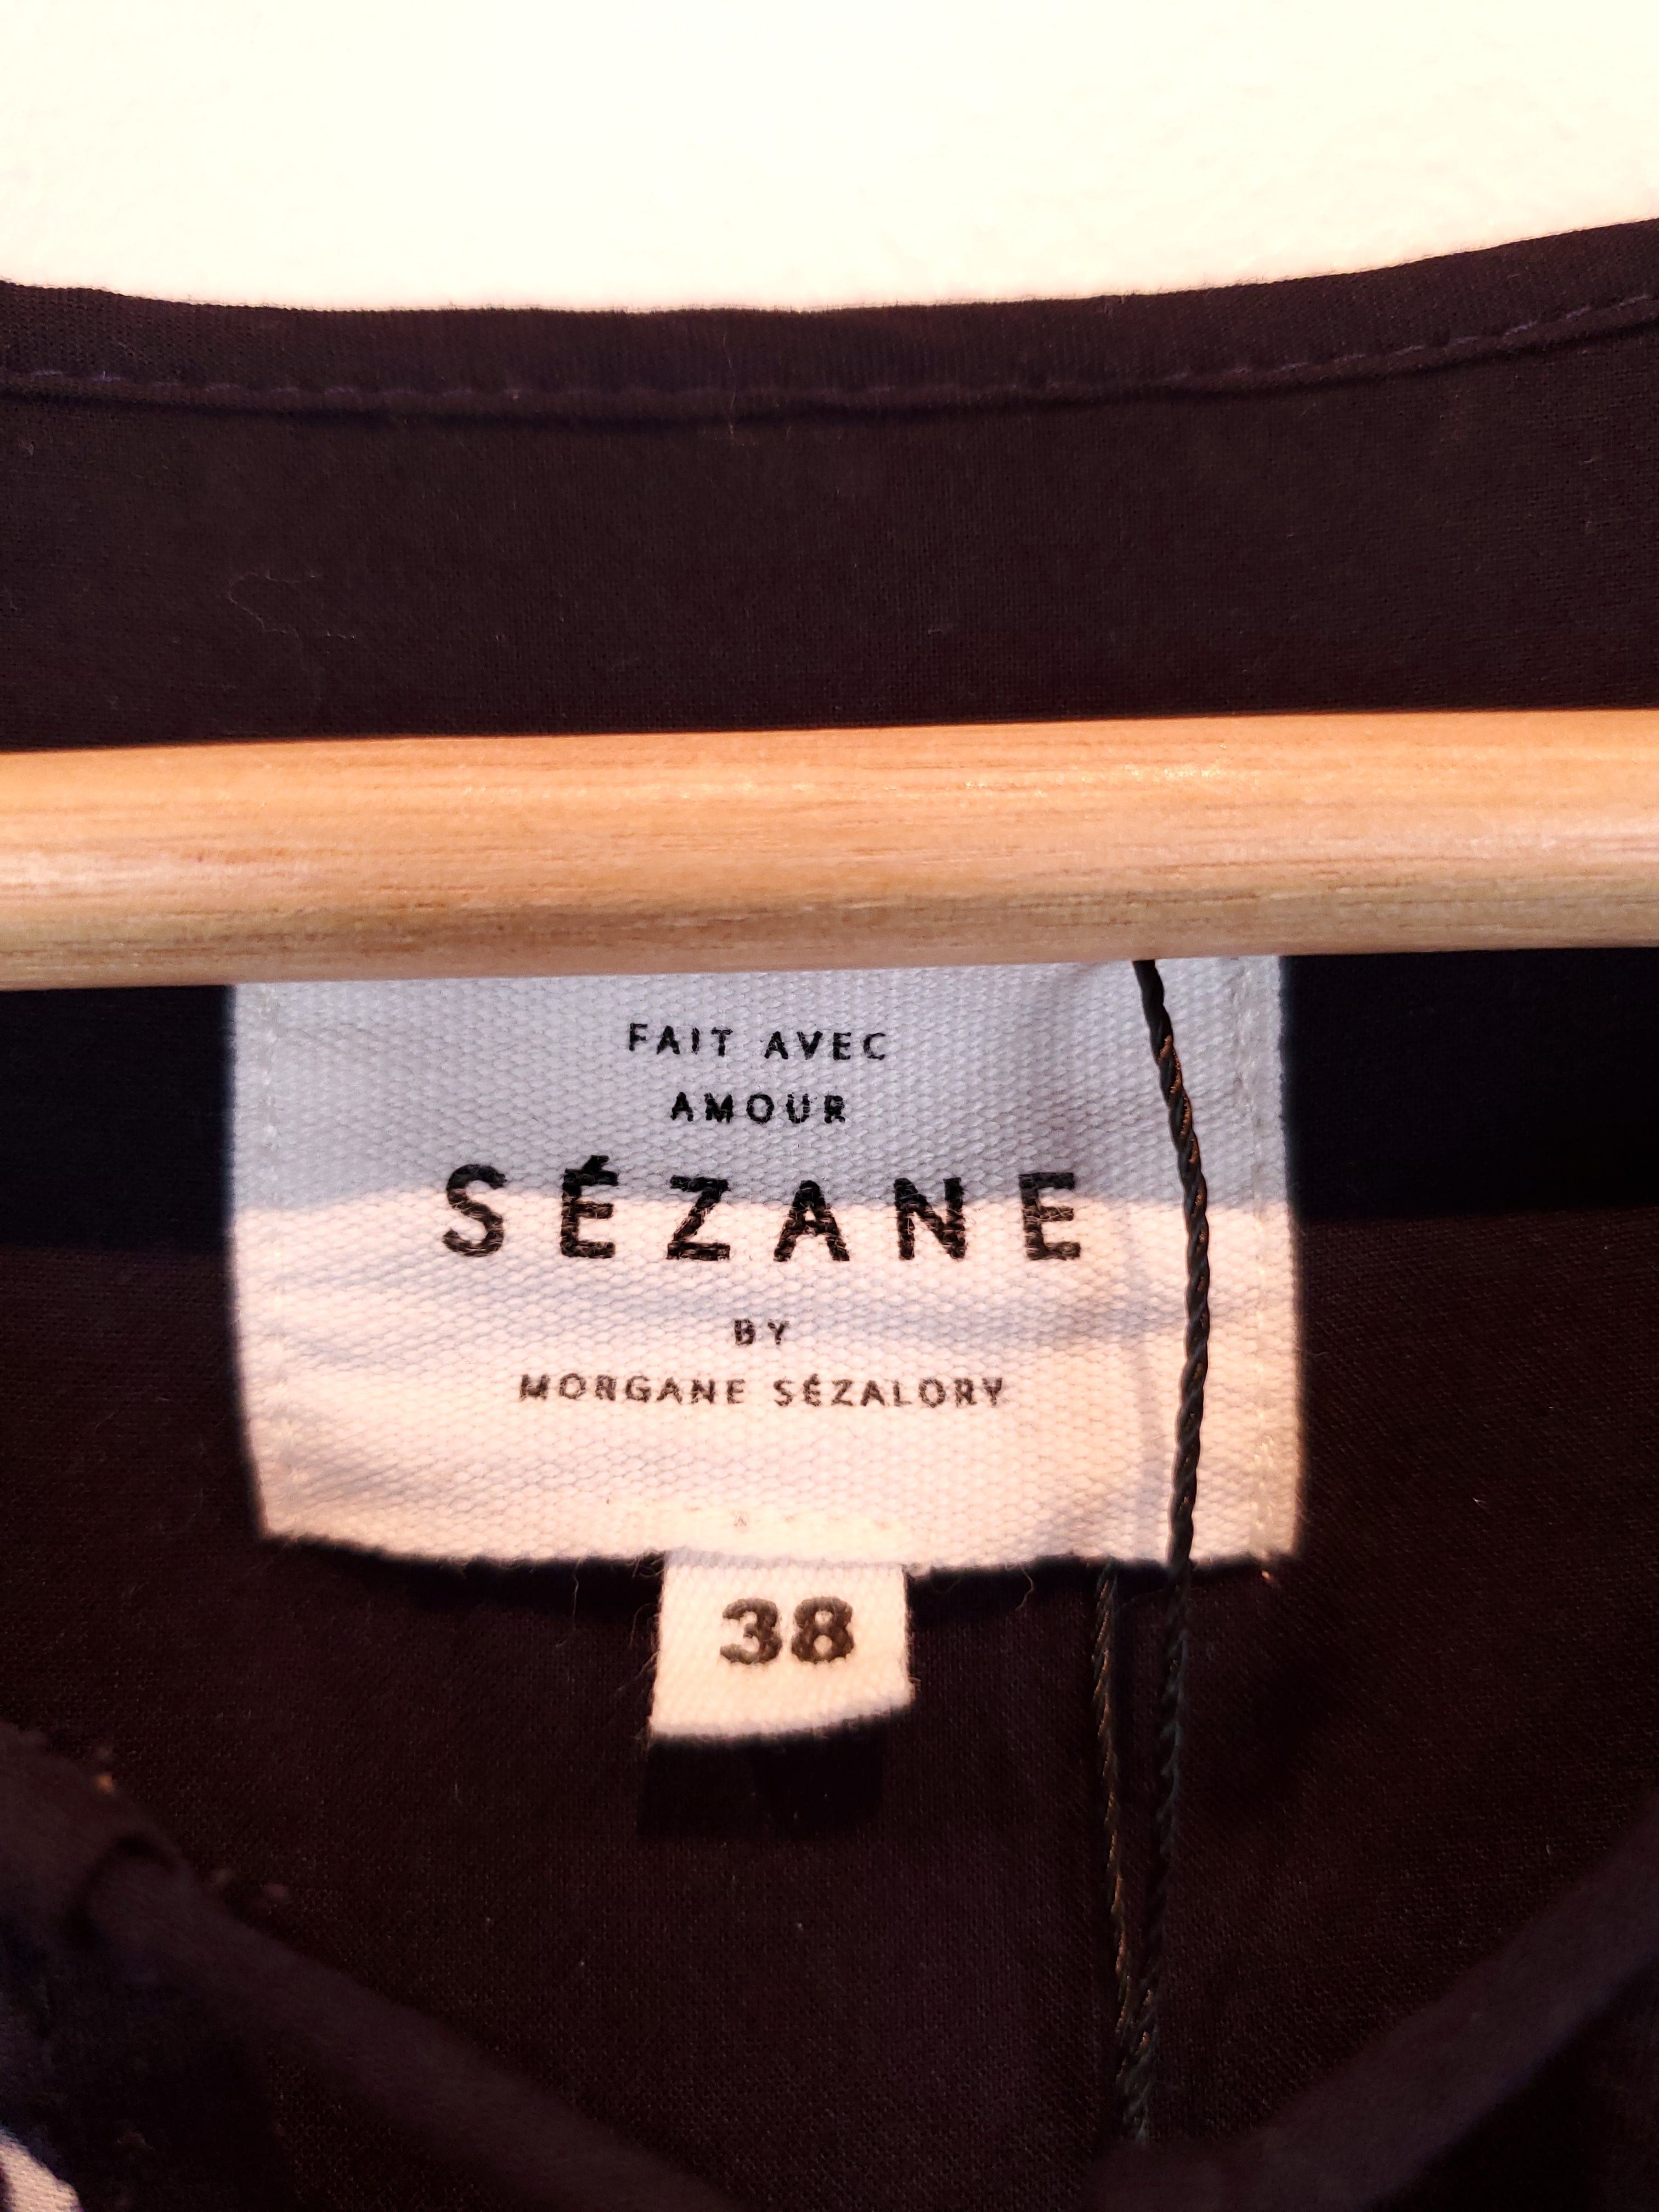 FAIT AVEC
AMOUR
SÉZANE
BY
MORGANE SÉZALORY
38